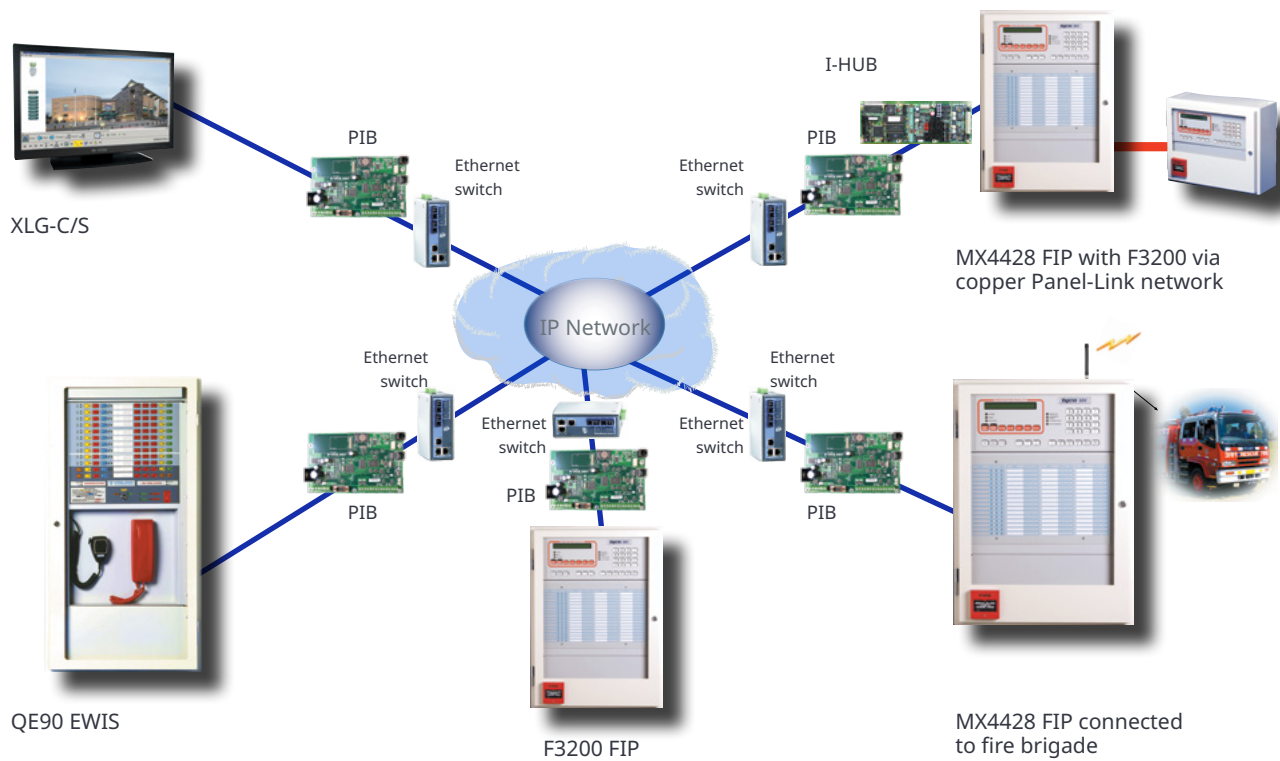 I-HUB
PIB
Ethernet
switch
Ethernet
switch
PIB
XLG-C/S
MX4428 FIP with F3200 via
copper Panel-Link network
IP Network
Ethernet
switch
Ethernet
switch
Ethernet
switch
Ethernet
switch
PIB
PIB
PIB
QE90 EWIS
F3200 FIP
MX4428 FIP connected
to fire brigade